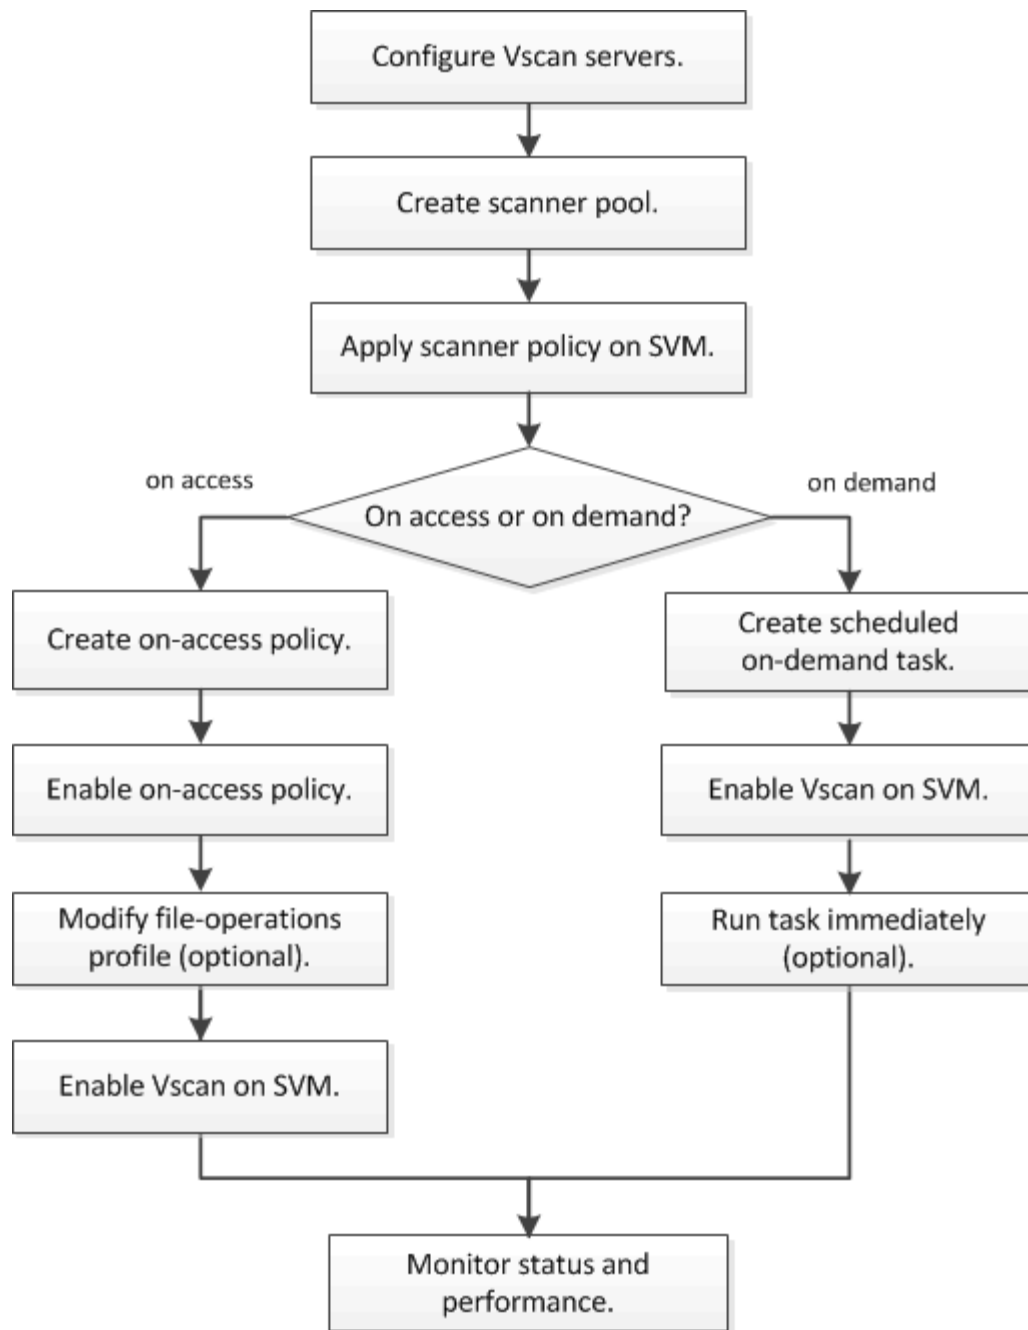 Configure Vscan servers.
Create scanner pool.
Apply scanner policy on SVM.
on access
on demand
On access or on demand?
Create on-access policy.
Enable on-access policy.
Modify file-operations
profile (optional).
Enable Vscan on SVM.
Create scheduled
on-demand task.
Enable Vscan on SVM.
Run task immediately
(optional).
Monitor status and
performance.